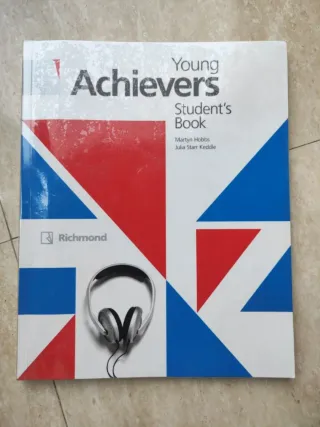 Young
Achievers
Student's
Book
Martyn Hobbs
Julia Starr Keddle
Richmond